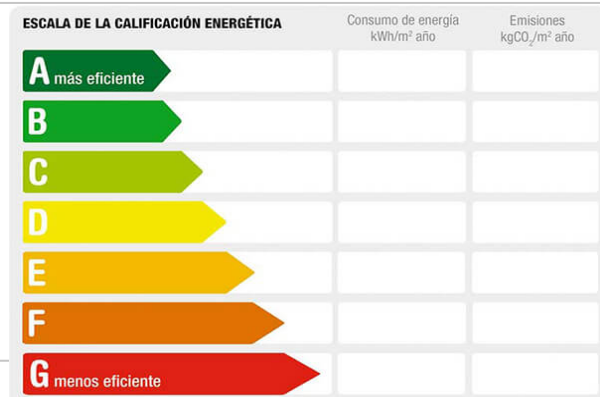 ESCALA DE LA CALIFICACIÓN ENERGÉTICA
Consumo de energía
kWh/m² año
Emisiones
kgCO₂/m² año
A más eficiente
B
C
D
E
F
G menos eficiente